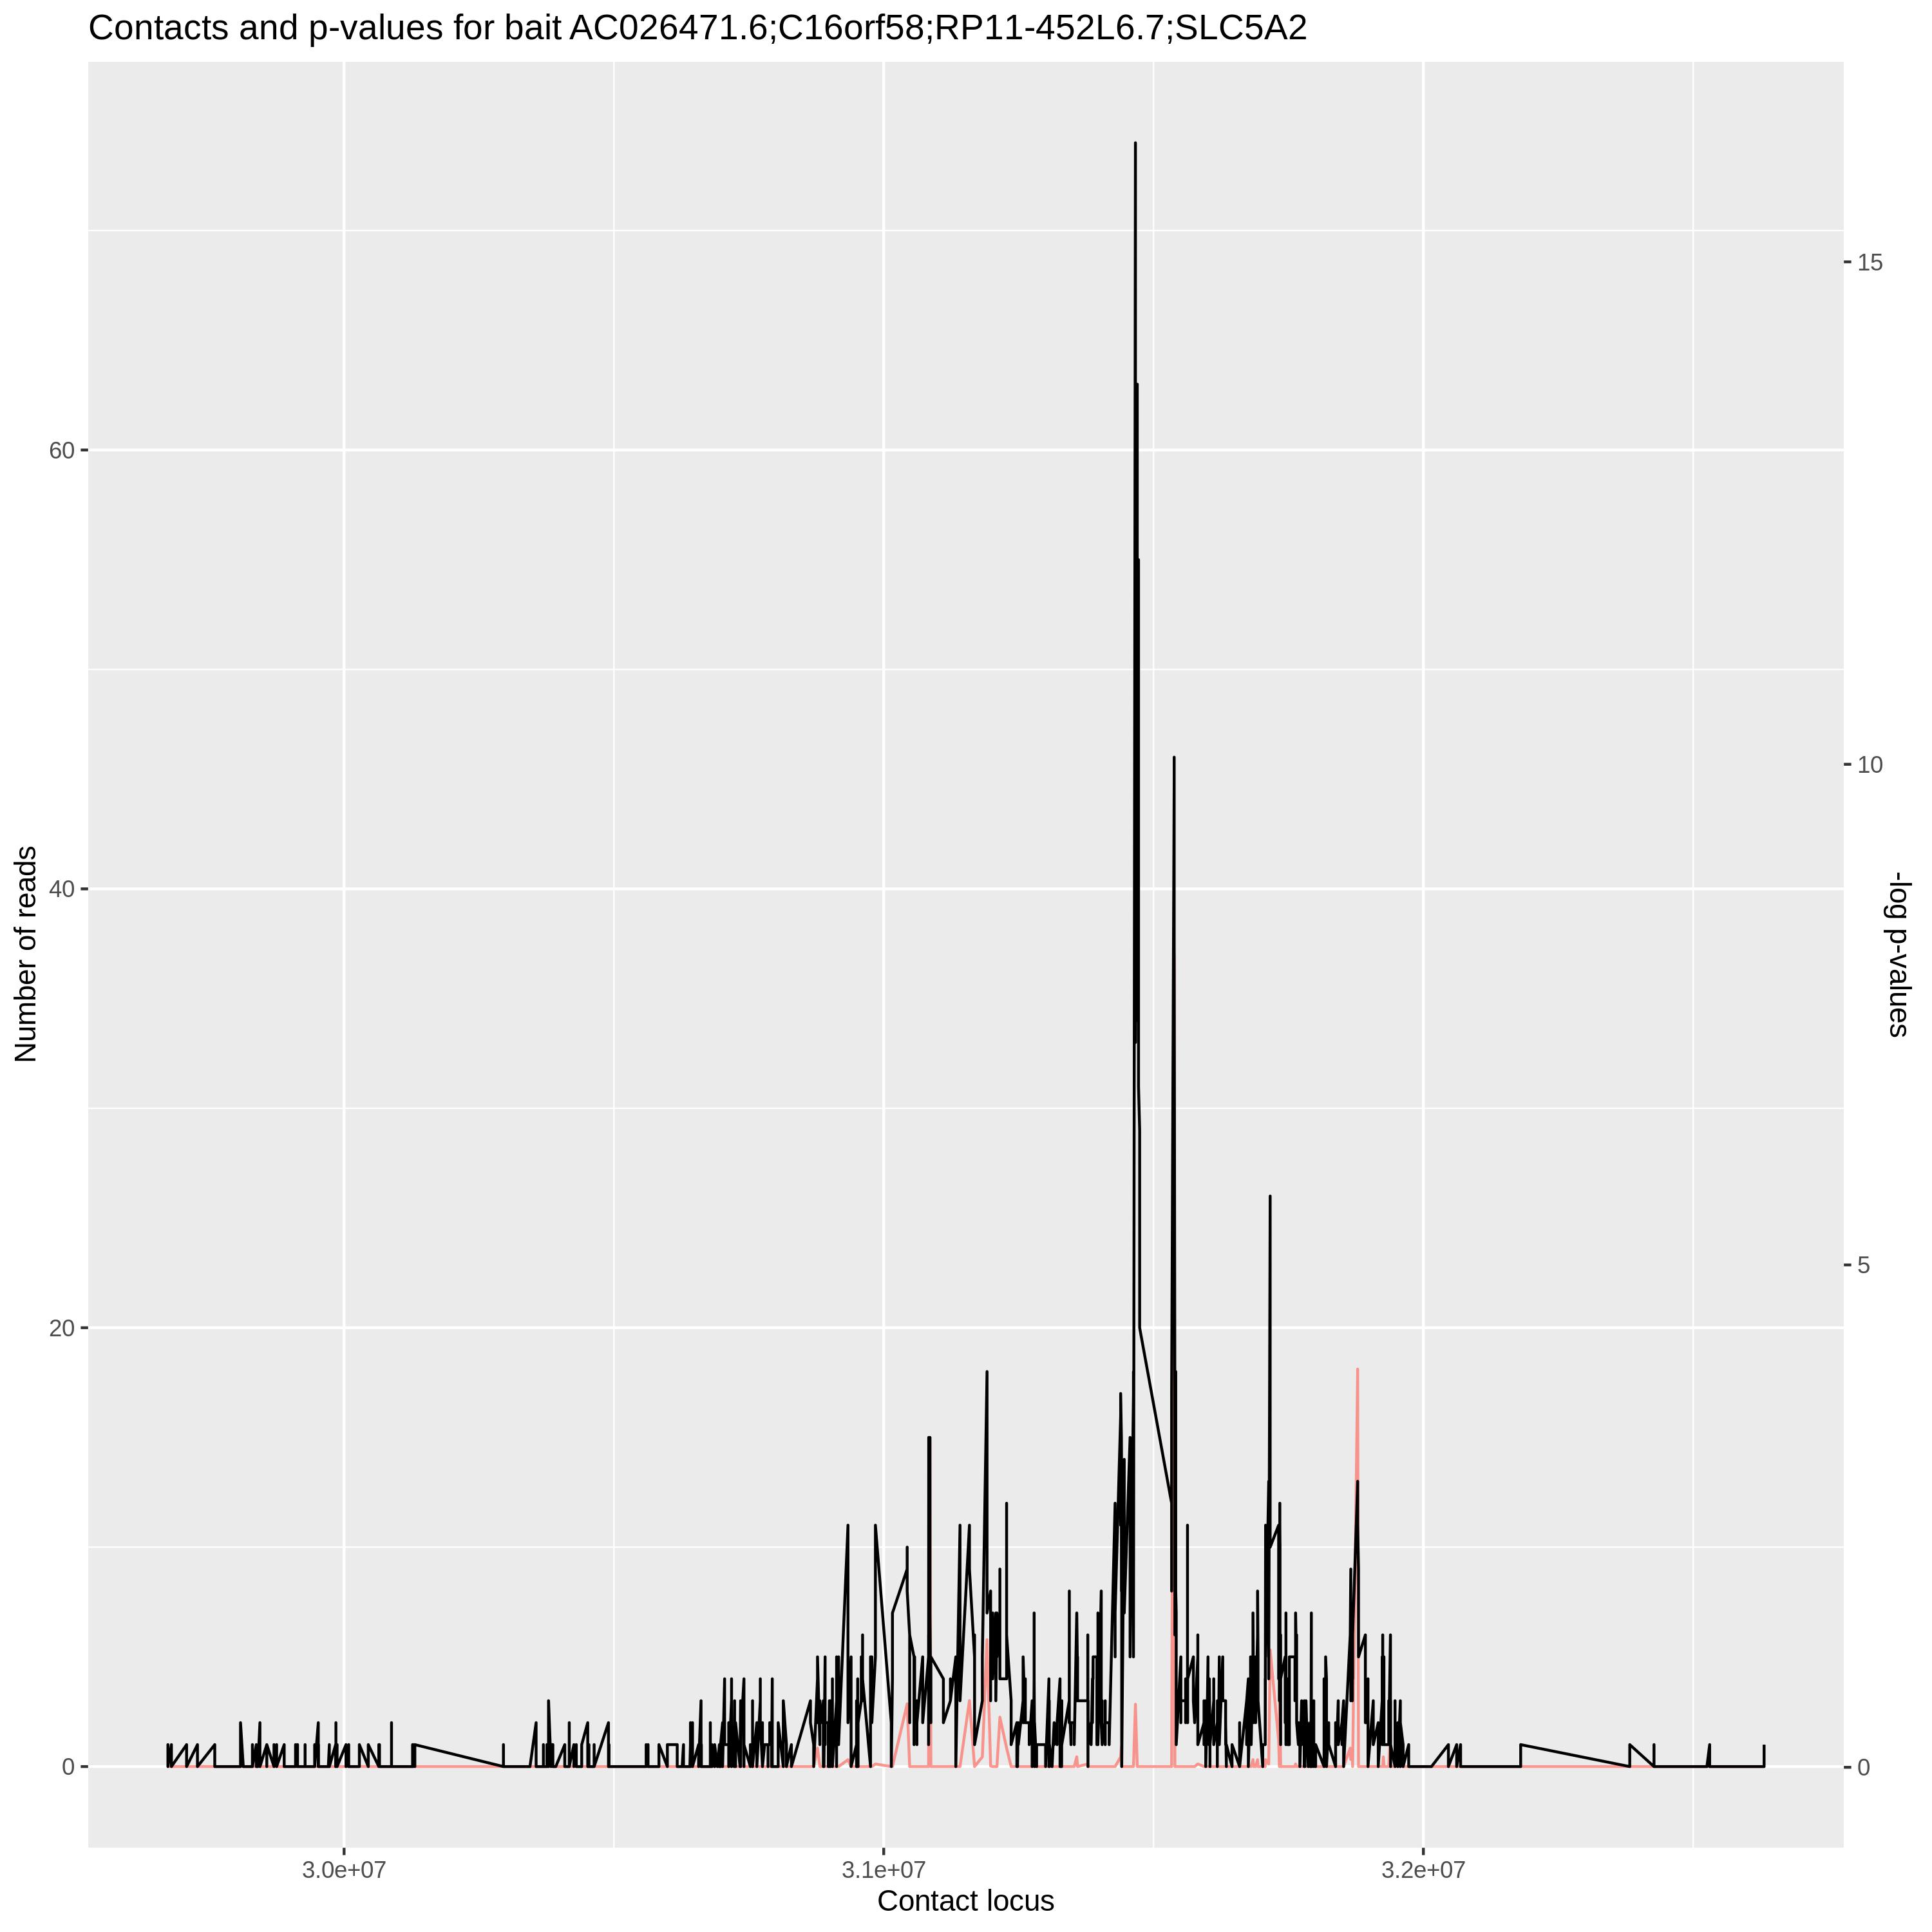 Contacts and p-values for bait AC026471.6;C16orf58;RP11-452L6.7;SLC5A2
Number of reads
60
40
20
0
15
10
5
0
-log p-values
3.0e+07
3.1e+07
3.2e+07
Contact locus